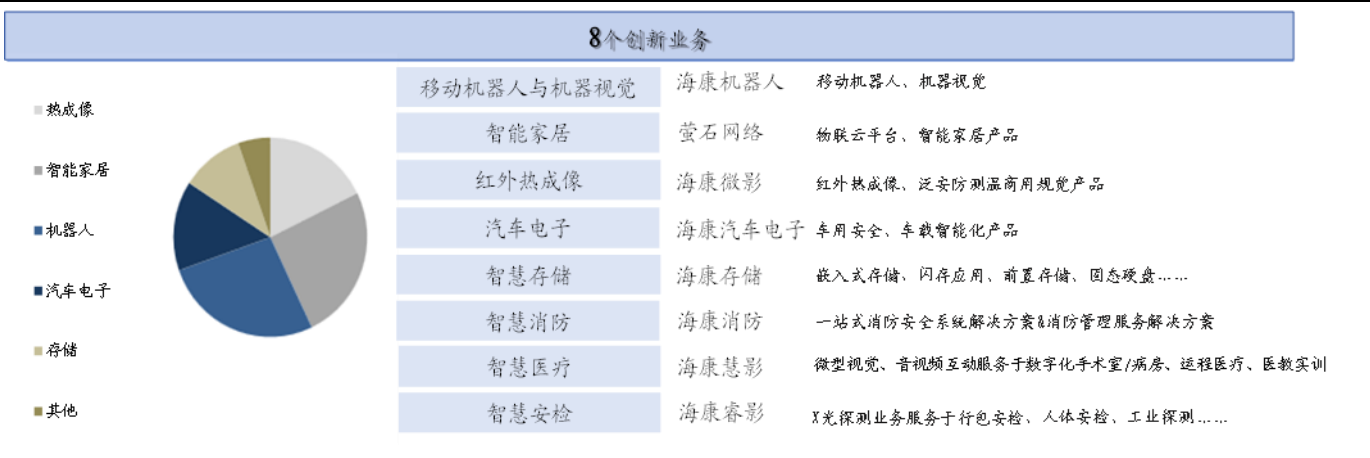 8个创新业务
热成像
智能家居
机器人
汽车电子
存储
其他
移动机器人与机器视觉 海康机器人 移动机器人、机器视觉
智能家居 萤石网络 物联云平台、智能家居产品
红外热成像 海康微影 红外热成像、泛安防测温商用规觉产品
汽车电子 海康汽车电子 车用安全、车载智能化产品
智慧存储 海康存储 嵌入式存储、闪存应用、前置存储、固态硬盘……
智慧消防 海康消防 一站式消防安全系统解决方案&消防管理服务解决方案
智慧医疗 海康慧影 微型视觉、音视频互动服务于数字化手术室/病房、运程医疗、医教实训
智慧安检 海康睿影 X光探测业务服务于行包安检、人体安检、工业探测……